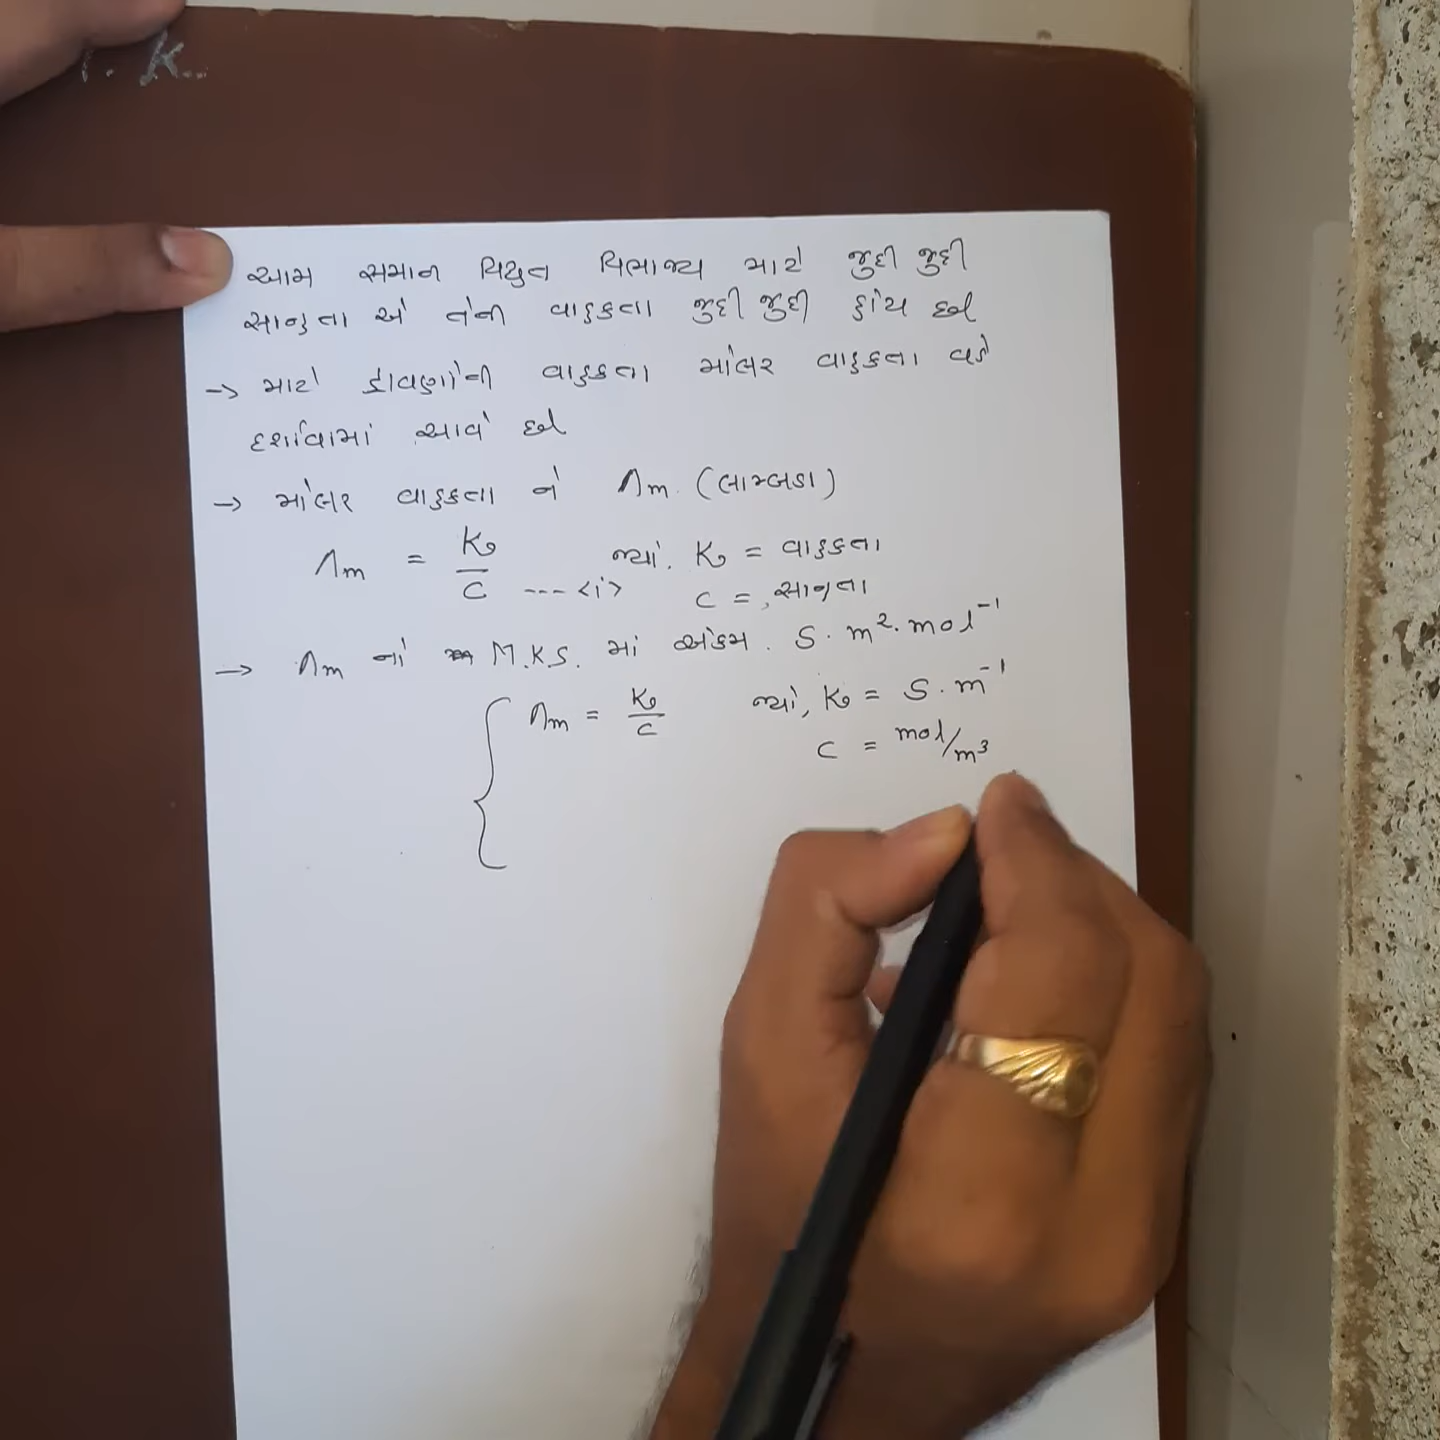 T. K..
આમ સમાન વિદ્યુત વિભાજ્ય માટે જુદી જુદી
સાન્દ્રતા એ તેની વાહકતા જુદી જુદી હોય છે
→ માટે દ્રાવણોની વાહકતા મોલર વાહકતા વડે
દર્શાવવામાં આવે છે
→ મોલર વાહકતા ને Λm (લામ્બડા)
Λm = K/C ---<i> જ્યાં. K = વાહકતા
C = સાન્દ્રતા
→ Λm નો M.K.S. માં એકમ. S. m². mol⁻¹
{ Λm = K/C જ્યાં, K = S. m⁻¹
C = mol/m³